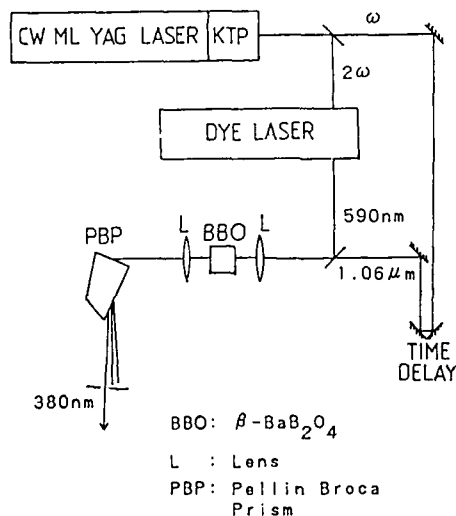 CW ML YAG LASER KTP
ω
2ω
DYE LASER
590nm
1.06μm
L BBO L
PBP
TIME
DELAY
380nm
BBO: β-BaB₂O₄
L : Lens
PBP: Pellin Broca
Prism